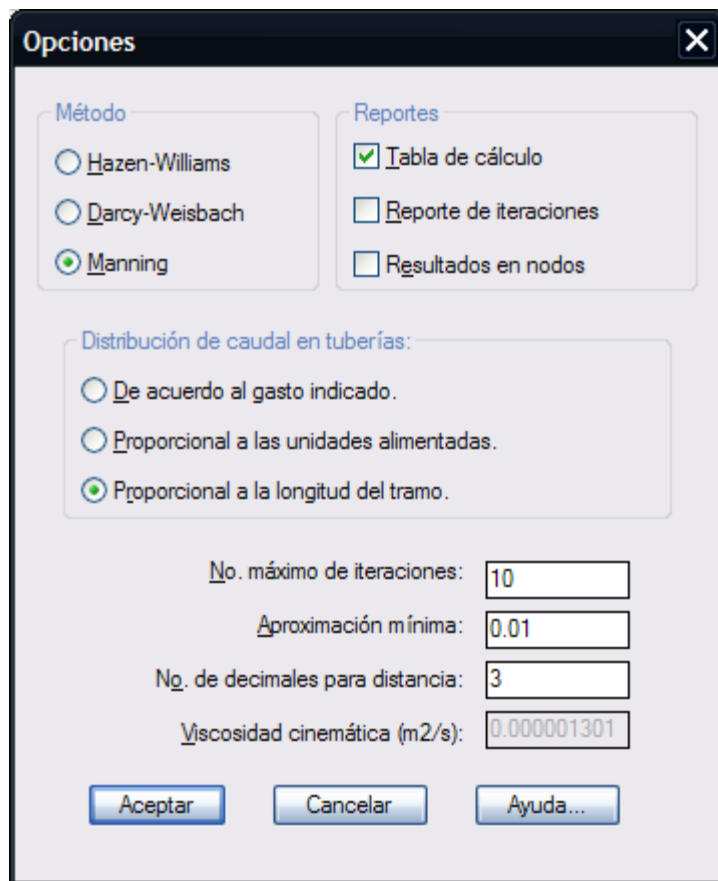 Opciones
Método
Hazen-Williams
Darcy-Weisbach
Manning
Reportes
Tabla de cálculo
Reporte de iteraciones
Resultados en nodos
Distribución de caudal en tuberías:
De acuerdo al gasto indicado.
Proporcional a las unidades alimentadas.
Proporcional a la longitud del tramo.
No. máximo de iteraciones: 10
Aproximación mínima: 0.01
No. de decimales para distancia: 3
Viscosidad cinemática (m2/s): 0.000001301
Aceptar Cancelar Ayuda...